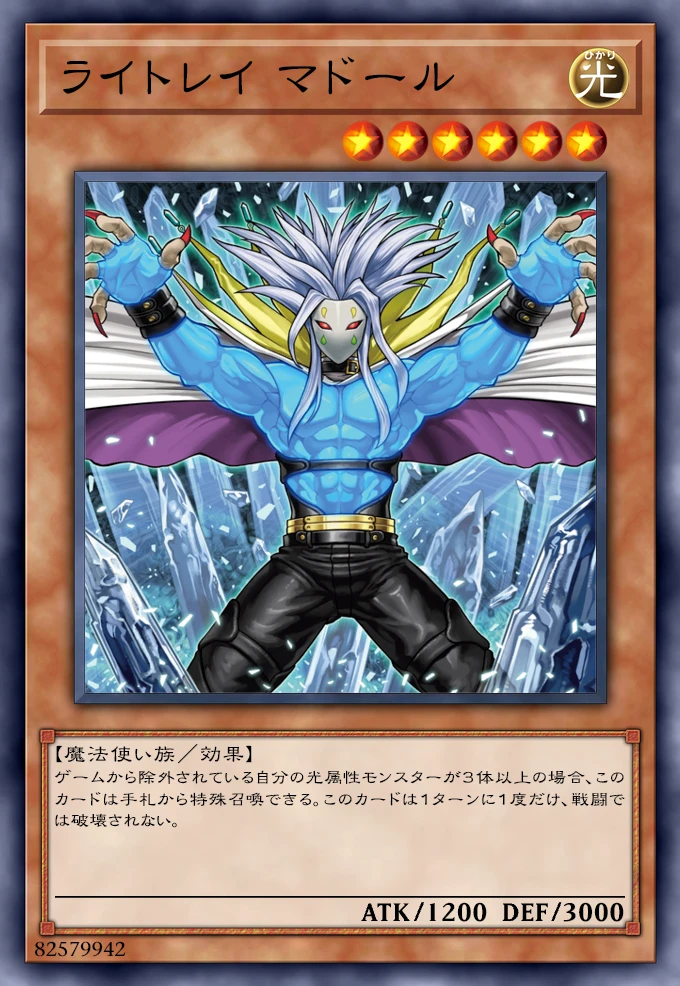 ライトレイ マドール
ひかり
光
【魔法使い族／効果】
ゲームから除外されている自分の光属性モンスターが3体以上の場合、この
カードは手札から特殊召喚できる。このカードは1ターンに1度だけ、戦闘で
は破壊されない。
ATK/1200 DEF/3000
82579942